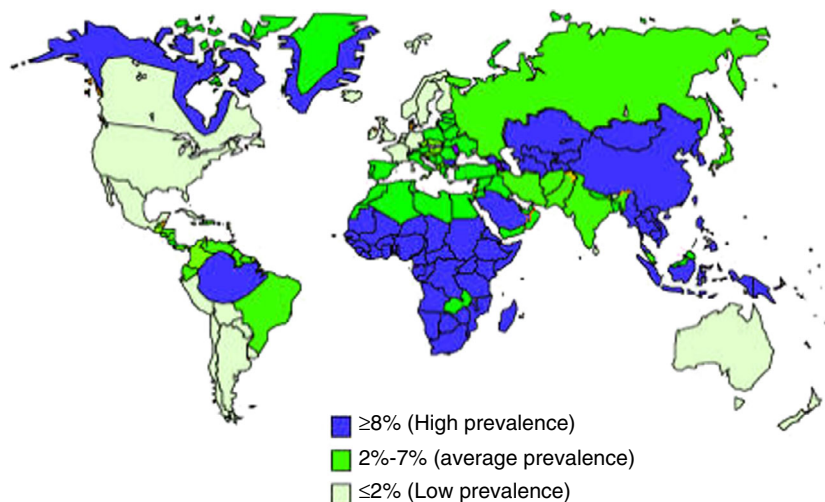 ≥8% (High prevalence)
2%-7% (average prevalence)
≤2% (Low prevalence)